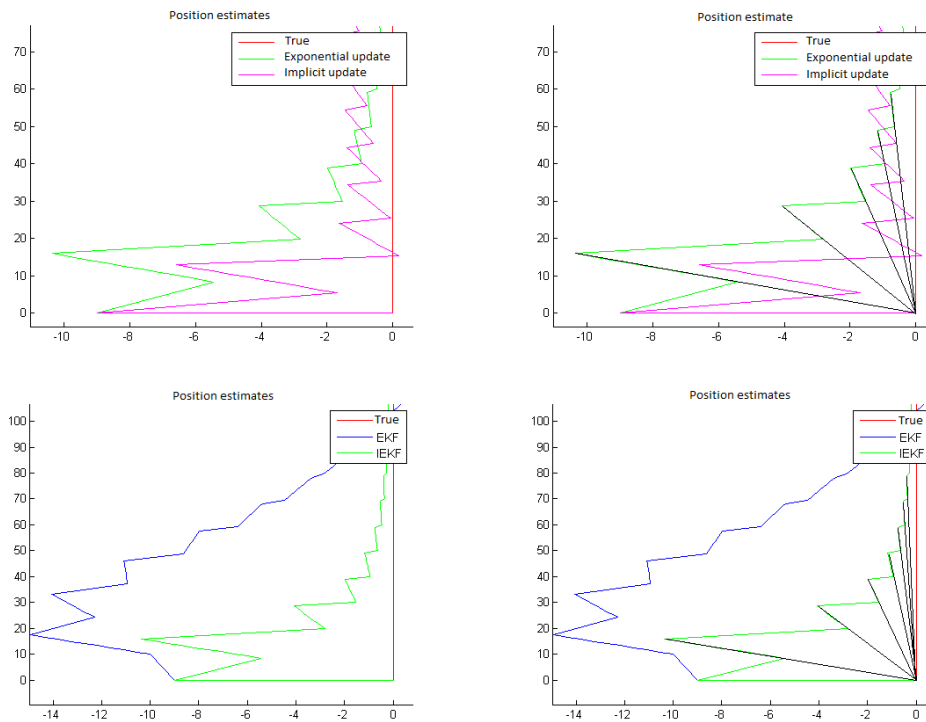 Position estimates
True
Exponential update
Implicit update
70
60
50
40
30
20
10
0
-10 -8 -6 -4 -2 0
Position estimate
True
Exponential update
Implicit update
70
60
50
40
30
20
10
0
-10 -8 -6 -4 -2 0
Position estimates
True
EKF
IEKF
100
90
80
70
60
50
40
30
20
10
0
-14 -12 -10 -8 -6 -4 -2 0
Position estimates
True
EKF
IEKF
100
90
80
70
60
50
40
30
20
10
0
-14 -12 -10 -8 -6 -4 -2 0